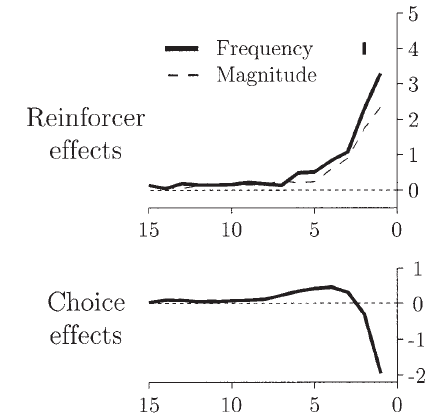 5
Frequency
4
Magnitude
3
Reinforcer
effects
2
1
0
15 10 5 0
1
Choice
effects
0
-1
-2
15 10 5 0